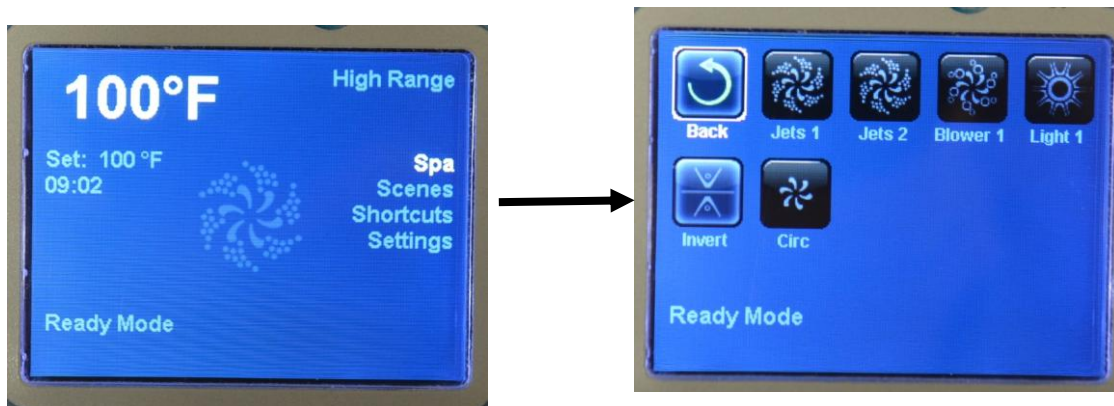 100°F
High Range
Set: 100 °F
09:02
Spa
Scenes
Shortcuts
Settings
Ready Mode
Back
Jets 1
Jets 2
Blower 1
Light 1
Invert
Circ
Ready Mode